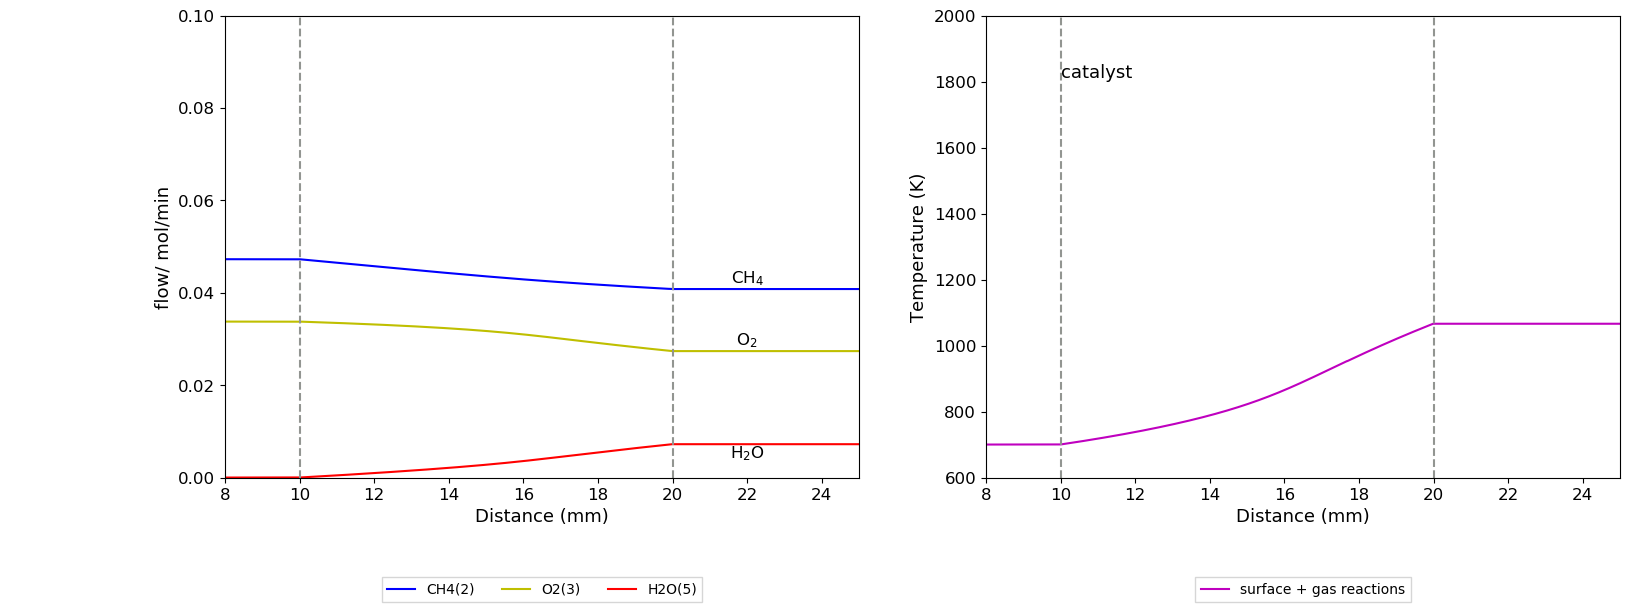 0.10
0.08
0.06
0.04
0.02
0.00
flow/ mol/min
CH₄
O₂
H₂O
8 10 12 14 16 18 20 22 24
Distance (mm)
CH4(2) O2(3) H2O(5)
2000
1800
1600
1400
1200
1000
800
600
Temperature (K)
catalyst
8 10 12 14 16 18 20 22 24
Distance (mm)
surface + gas reactions